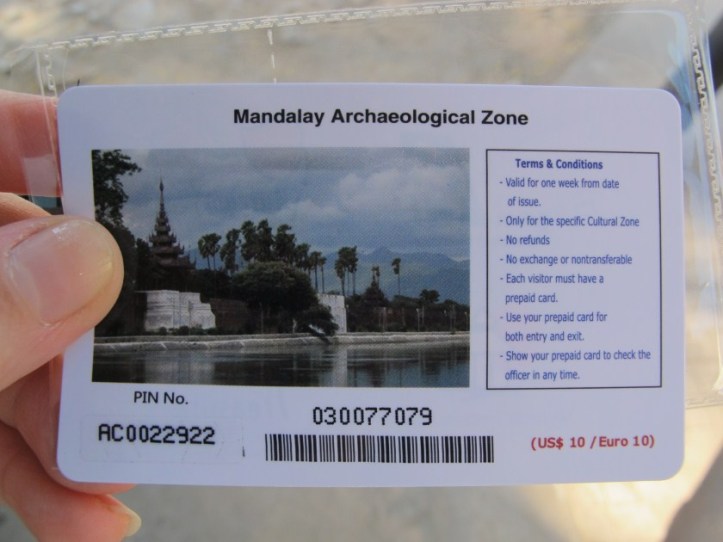 Mandalay Archaeological Zone
Terms & Conditions
- Valid for one week from date
of issue.
- Only for the specific Cultural Zone
- No refunds
- No exchange or nontransferable
- Each visitor must have a
prepaid card.
- Use your prepaid card for
both entry and exit.
- Show your prepaid card to check the
officer in any time.
PIN No.
AC0022922
030077079
(US$ 10 / Euro 10)